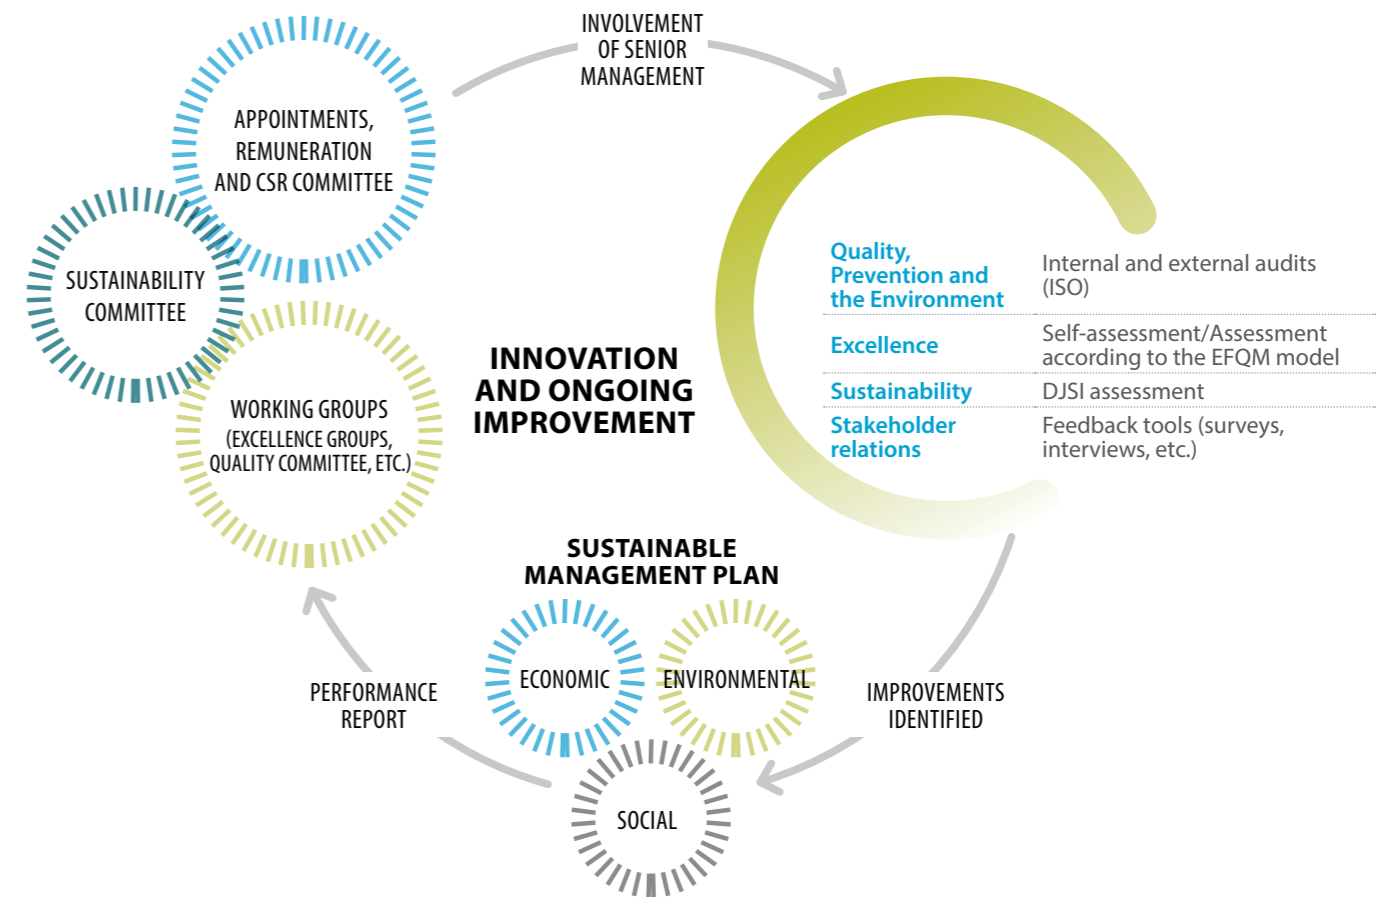 INVOLVEMENT
OF SENIOR
MANAGEMENT
APPOINTMENTS,
REMUNERATION
AND CSR COMMITTEE
SUSTAINABILITY
COMMITTEE
WORKING GROUPS
(EXCELLENCE GROUPS,
QUALITY COMMITTEE, ETC.)
INNOVATION
AND ONGOING
IMPROVEMENT
Quality,
Prevention and
the Environment
Internal and external audits
(ISO)
Excellence
Self-assessment/Assessment
according to the EFQM model
Sustainability
DJSI assessment
Stakeholder
relations
Feedback tools (surveys,
interviews, etc.)
SUSTAINABLE
MANAGEMENT PLAN
ECONOMIC
ENVIRONMENTAL
SOCIAL
PERFORMANCE
REPORT
IMPROVEMENTS
IDENTIFIED